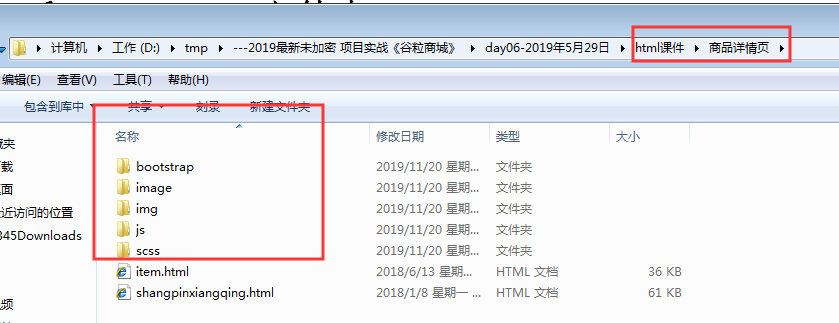 计算机 工作 (D:) tmp ---2019最新未加密 项目实战《谷粒商城》 day06-2019年5月29日 html课件 商品详情页
编辑(E) 查看(V) 工具(T) 帮助(H)
包含到库中 共享 刻录 新建文件夹
名称 修改日期 类型 大小
藏夹
bootstrap 2019/11/20 星期... 文件夹
载
image 2019/11/20 星期... 文件夹
面
img 2019/11/20 星期... 文件夹
近访问的位置
js 2019/11/20 星期... 文件夹
345Downloads
scss 2019/11/20 星期... 文件夹
item.html 2018/6/13 星期... HTML 文档 36 KB
shangpinxiangqing.html 2018/1/8 星期一 ... HTML 文档 61 KB
频